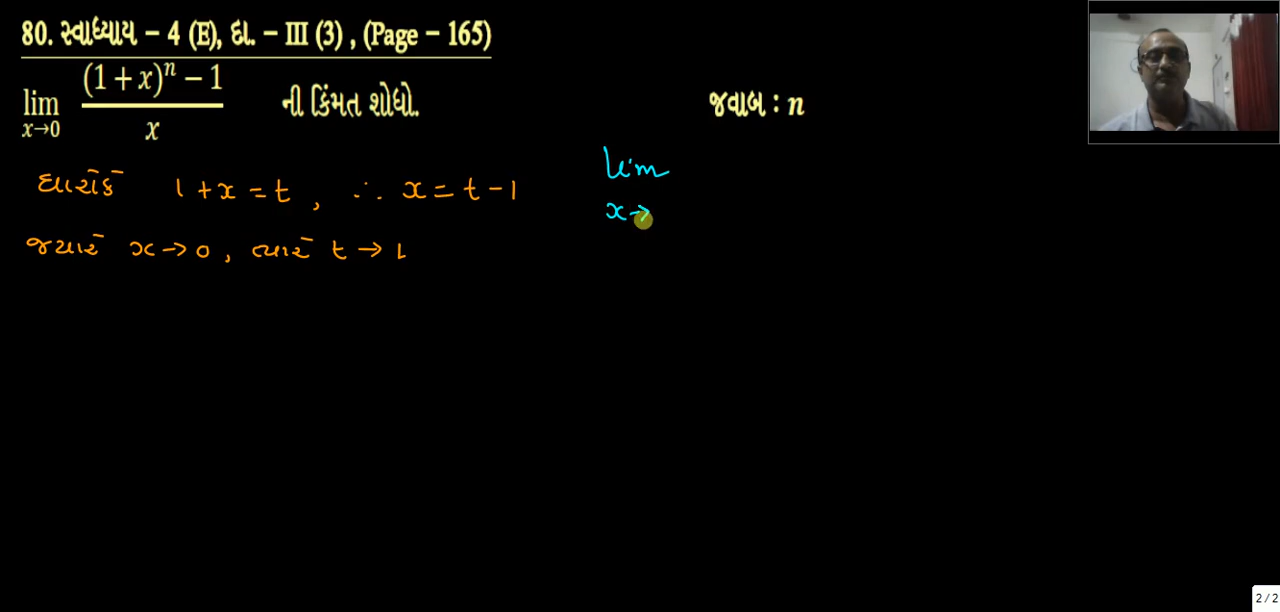 80. સ્વાધ્યાય – 4 (E), દા. – III (3) , (Page – 165)
lim x→0 ((1 + x)^n − 1)/x ની કિંમત શોધો.
જવાબ : n
ધારોકે 1 + x = t , ∴ x = t − 1
જ્યારે x → 0 , ત્યારે t → 1
lim
x →
2 / 2